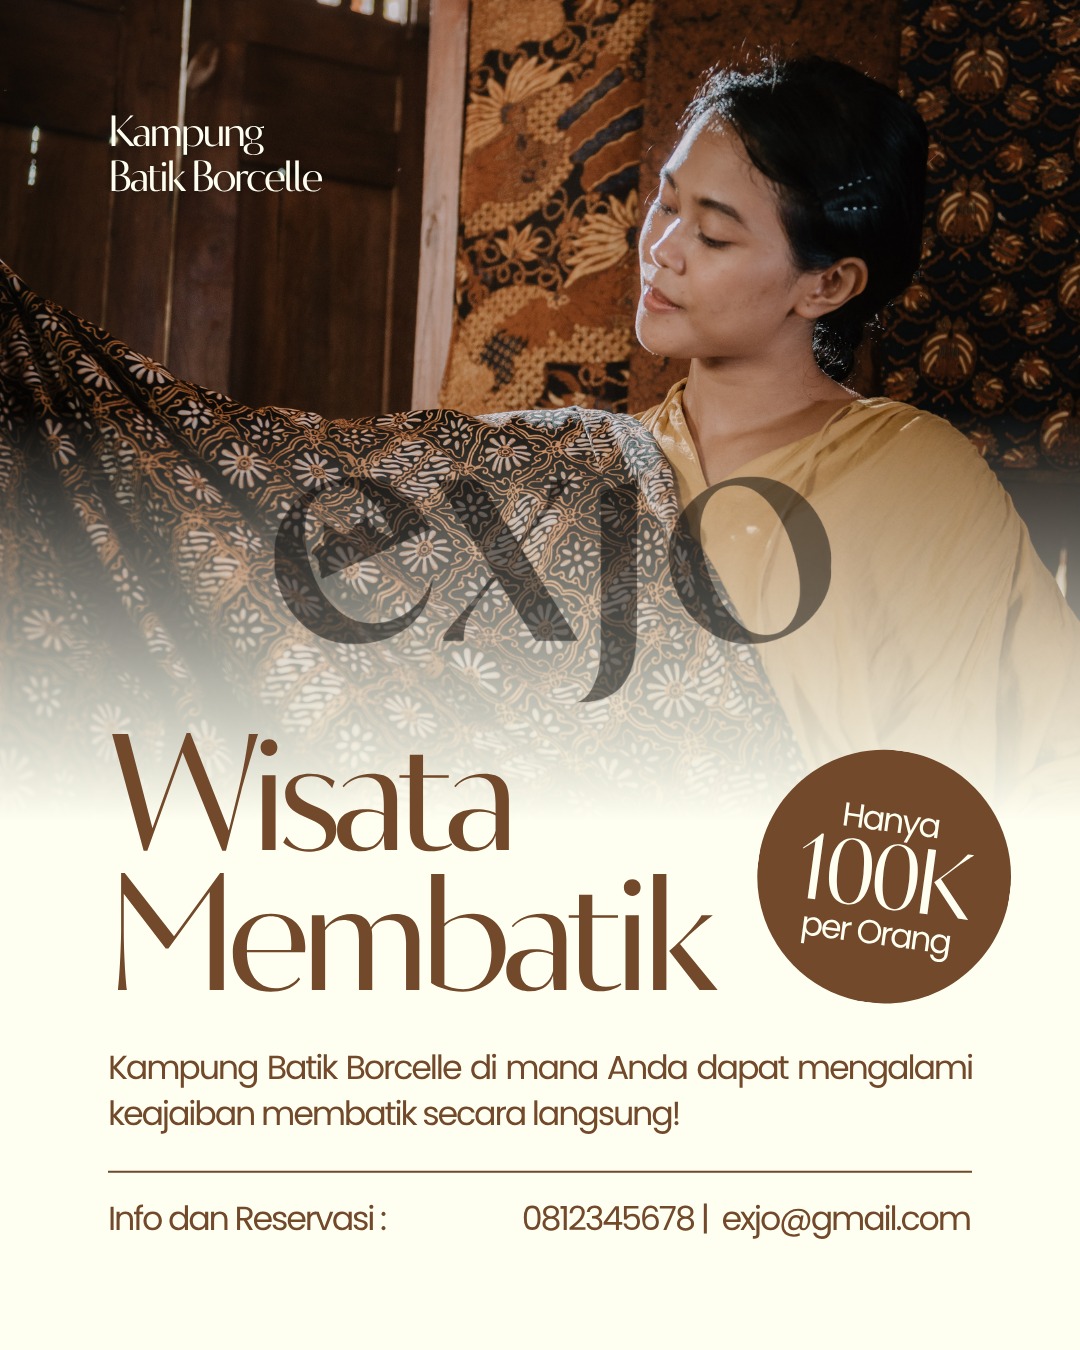 Kampung
Batik Borcelle
exjo
Wisata
Membatik
Hanya
100K
per Orang
Kampung Batik Borcelle di mana Anda dapat mengalami
keajaiban membatik secara langsung!
Info dan Reservasi : 0812345678 | exjo@gmail.com